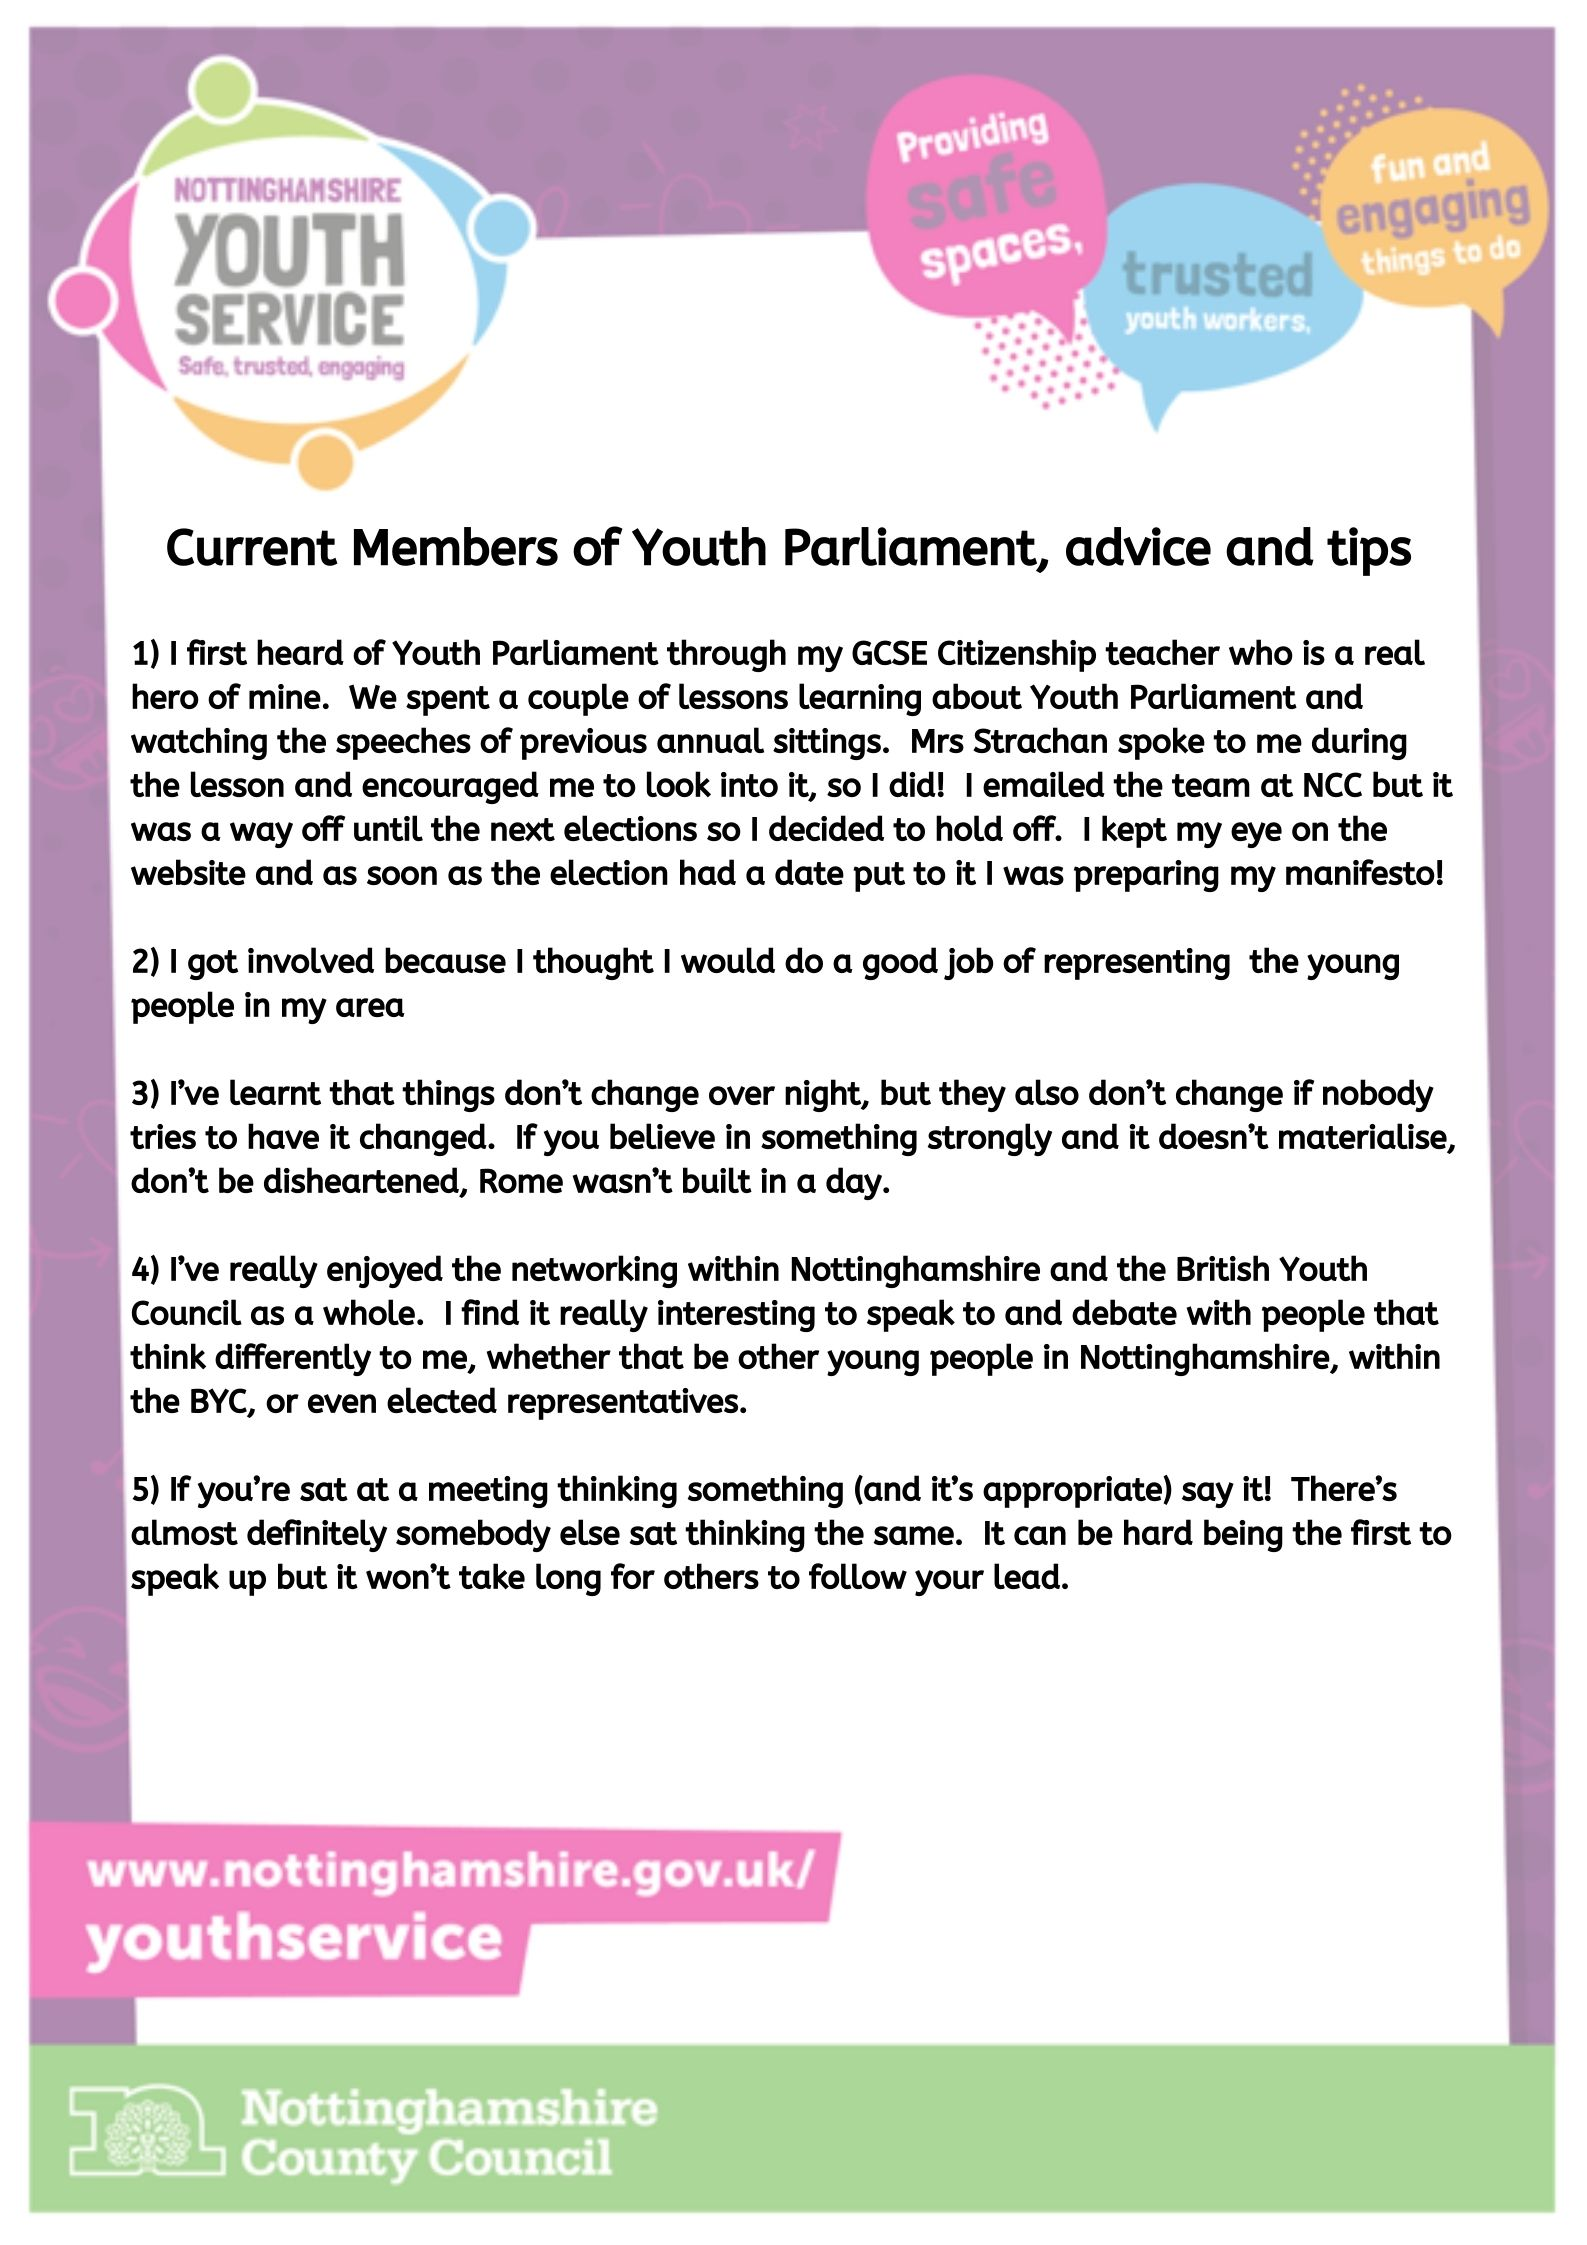 NOTTINGHAMSHIRE
YOUTH
SERVICE
Safe, trusted, engaging
Providing
safe
spaces,
trusted
youth workers,
fun and
engaging
things to do
Current Members of Youth Parliament, advice and tips
1) I first heard of Youth Parliament through my GCSE Citizenship teacher who is a real
hero of mine.  We spent a couple of lessons learning about Youth Parliament and
watching the speeches of previous annual sittings.  Mrs Strachan spoke to me during
the lesson and encouraged me to look into it, so I did!  I emailed the team at NCC but it
was a way off until the next elections so I decided to hold off.  I kept my eye on the
website and as soon as the election had a date put to it I was preparing my manifesto!
2) I got involved because I thought I would do a good job of representing  the young
people in my area
3) I’ve learnt that things don’t change over night, but they also don’t change if nobody
tries to have it changed.  If you believe in something strongly and it doesn’t materialise,
don’t be disheartened, Rome wasn’t built in a day.
4) I’ve really enjoyed the networking within Nottinghamshire and the British Youth
Council as a whole.  I find it really interesting to speak to and debate with people that
think differently to me, whether that be other young people in Nottinghamshire, within
the BYC, or even elected representatives.
5) If you’re sat at a meeting thinking something (and it’s appropriate) say it!  There’s
almost definitely somebody else sat thinking the same.  It can be hard being the first to
speak up but it won’t take long for others to follow your lead.
www.nottinghamshire.gov.uk/
youthservice
Nottinghamshire
County Council